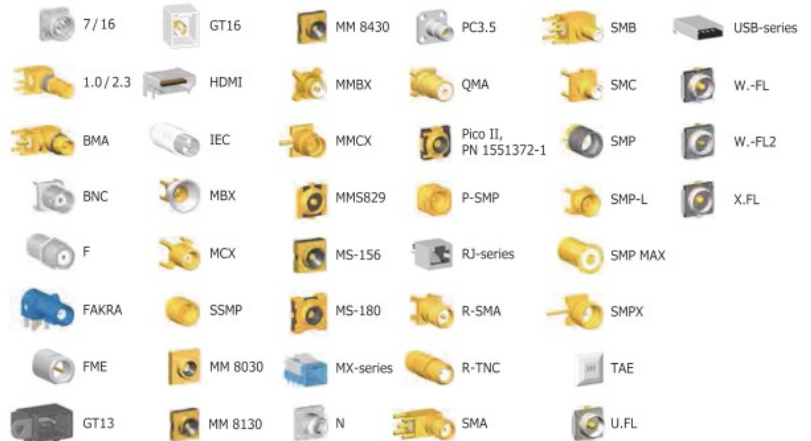 7/16
1.0/2.3
BMA
BNC
F
FAKRA
FME
GT13
GT16
HDMI
IEC
MBX
MCX
SSMP
MM 8030
MM 8130
MM 8430
MMBX
MMCX
MMS829
MS-156
MS-180
MX-series
N
PC3.5
QMA
Pico II,
PN 1551372-1
P-SMP
RJ-series
R-SMA
R-TNC
SMA
SMB
SMC
SMP
SMP-L
SMP MAX
SMPX
TAE
U.FL
USB-series
W.-FL
W.-FL2
X.FL